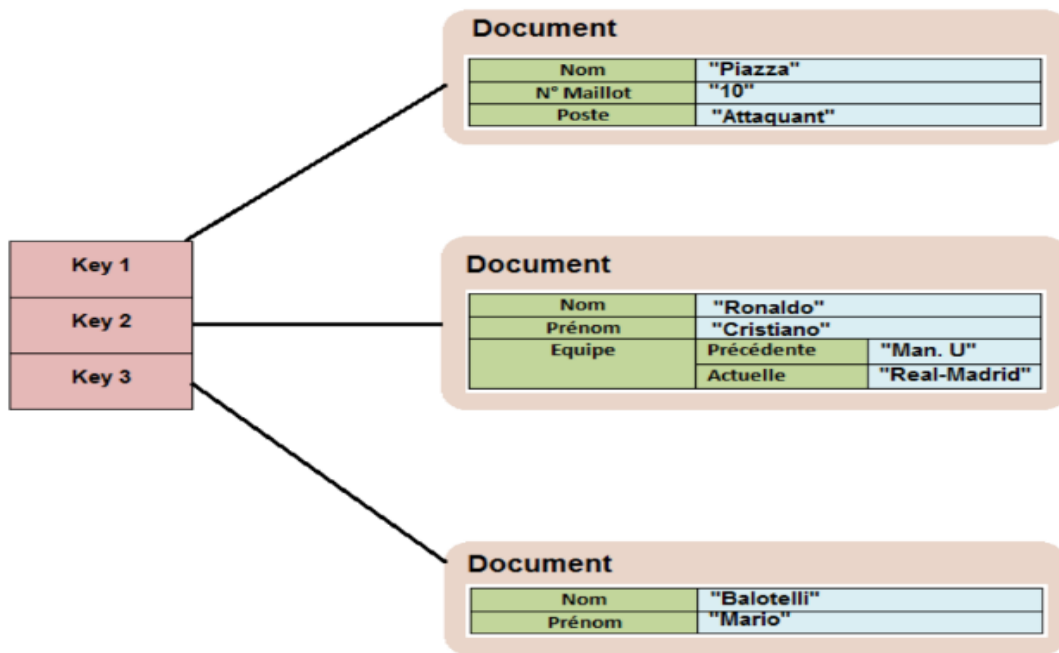 Document
Nom "Piazza"
N° Maillot "10"
Poste "Attaquant"
Key 1
Key 2
Key 3
Document
Nom "Ronaldo"
Prénom "Cristiano"
Equipe Précédente "Man. U"
Actuelle "Real-Madrid"
Document
Nom "Balotelli"
Prénom "Mario"